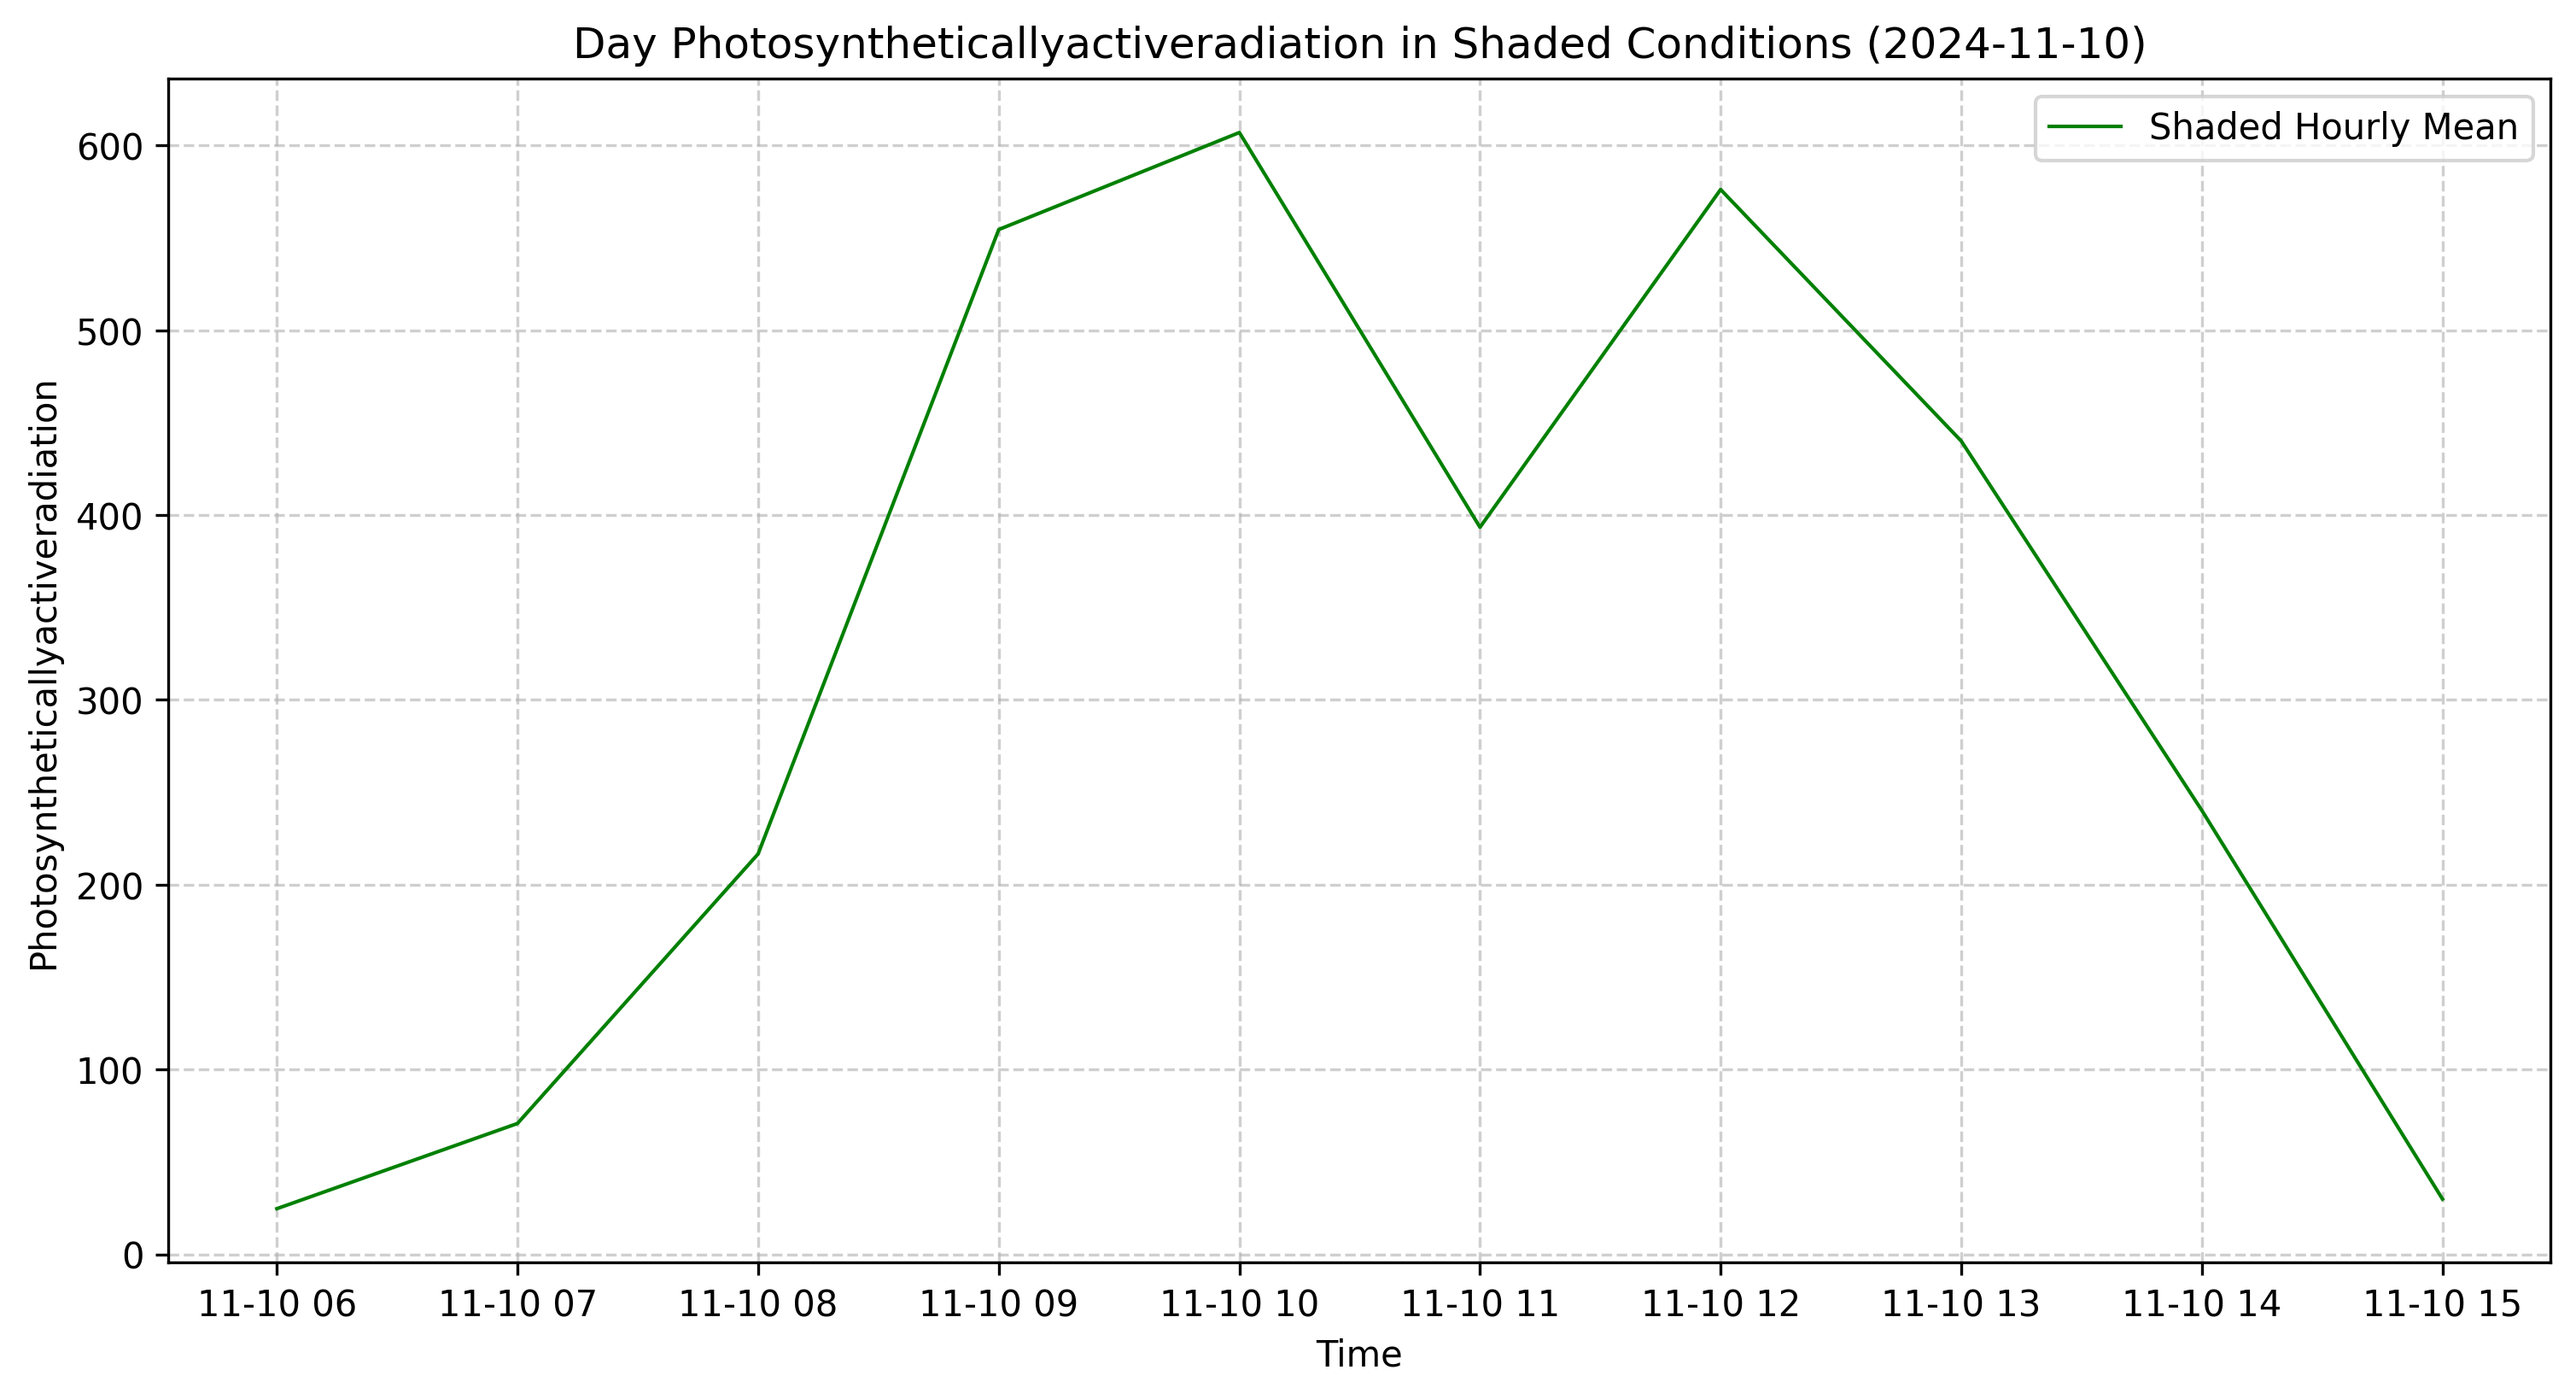 Day Photosyntheticallyactiveradiation in Shaded Conditions (2024-11-10)
Shaded Hourly Mean
Photosyntheticallyactiveradiation
600
500
400
300
200
100
0
11-10 06 11-10 07 11-10 08 11-10 09 11-10 10 11-10 11 11-10 12 11-10 13 11-10 14 11-10 15
Time